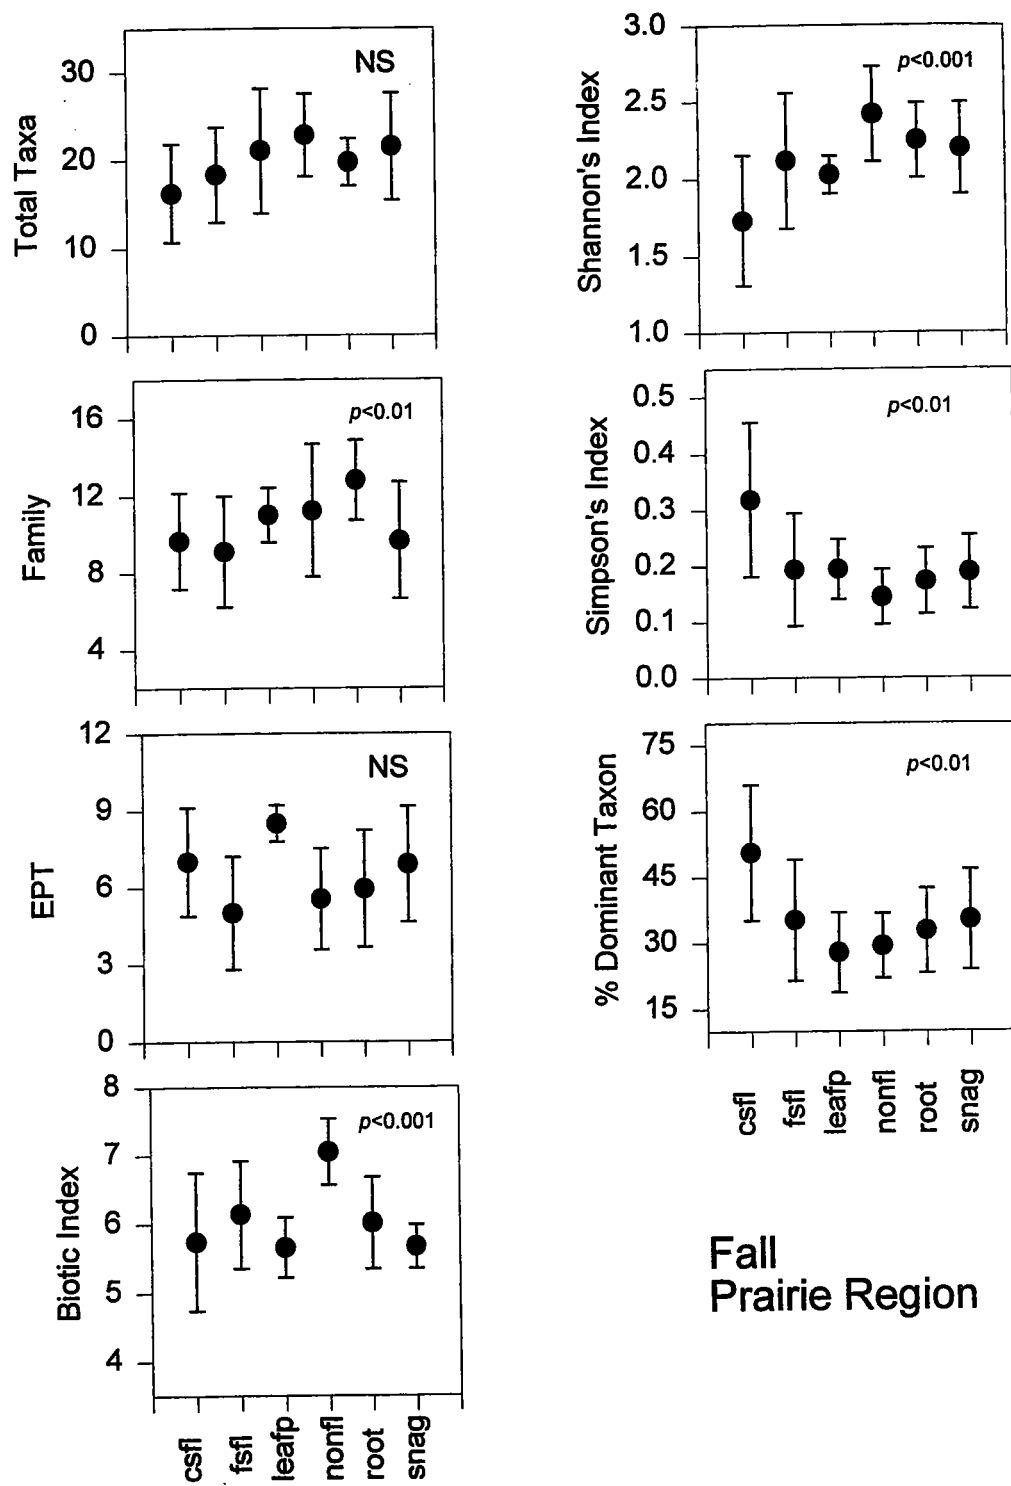 Total Taxa
30
20
10
0
NS
Family
16
12
8
4
p<0.01
EPT
12
9
6
3
0
NS
Biotic Index
8
7
6
5
4
p<0.001
csfl
fsfl
leafp
nonfl
root
snag
Shannon's Index
3.0
2.5
2.0
1.5
1.0
p<0.001
Simpson's Index
0.5
0.4
0.3
0.2
0.1
0.0
p<0.01
% Dominant Taxon
75
60
45
30
15
p<0.01
csfl
fsfl
leafp
nonfl
root
snag
Fall
Prairie Region